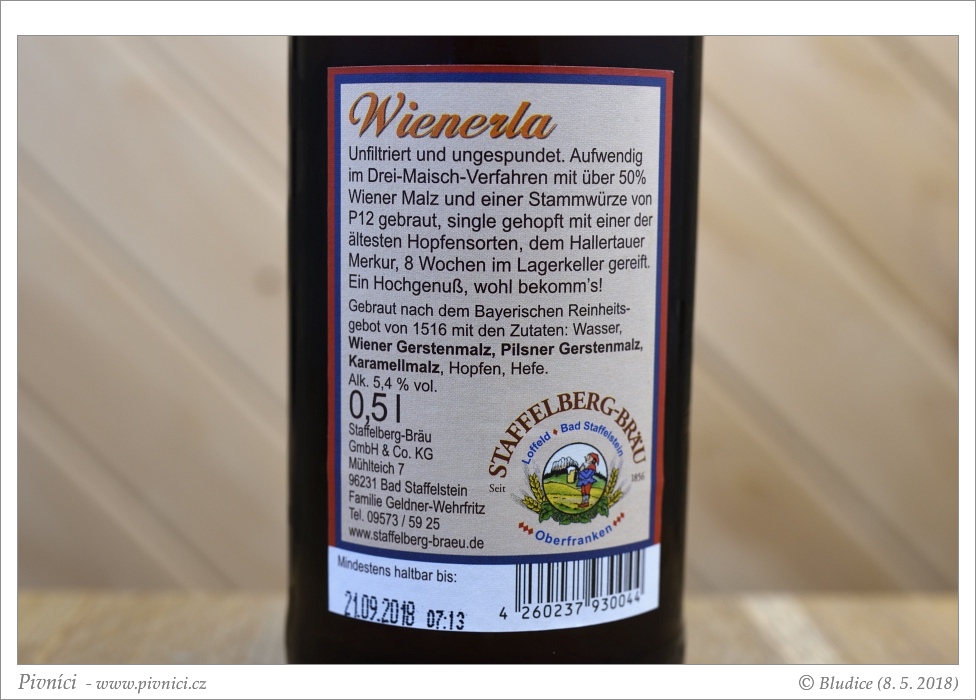 Wienerla
Unfiltriert und ungespundet. Aufwendig
im Drei-Maisch-Verfahren mit über 50%
Wiener Malz und einer Stammwürze von
P12 gebraut, single gehopft mit einer der
ältesten Hopfensorten, dem Hallertauer
Merkur, 8 Wochen im Lagerkeller gereift.
Ein Hochgenuß, wohl bekomm's!
Gebraut nach dem Bayerischen Reinheits-
gebot von 1516 mit den Zutaten: Wasser,
Wiener Gerstenmalz, Pilsner Gerstenmalz,
Karamellmalz, Hopfen, Hefe.
Alk. 5,4 % vol.
0,5 l
Staffelberg-Bräu
GmbH & Co. KG
Mühlteich 7
96231 Bad Staffelstein
Familie Geldner-Wehrfritz
Tel. 09573 / 59 25
www.staffelberg-braeu.de
STAFFELBERG-BRÄU
Loffeld ♦ Bad Staffelstein
Seit 1856
Oberfranken
Mindestens haltbar bis:
21.09.2018 07:13
4 260237 930044
Pivníci - www.pivnici.cz
© Bludice (8. 5. 2018)